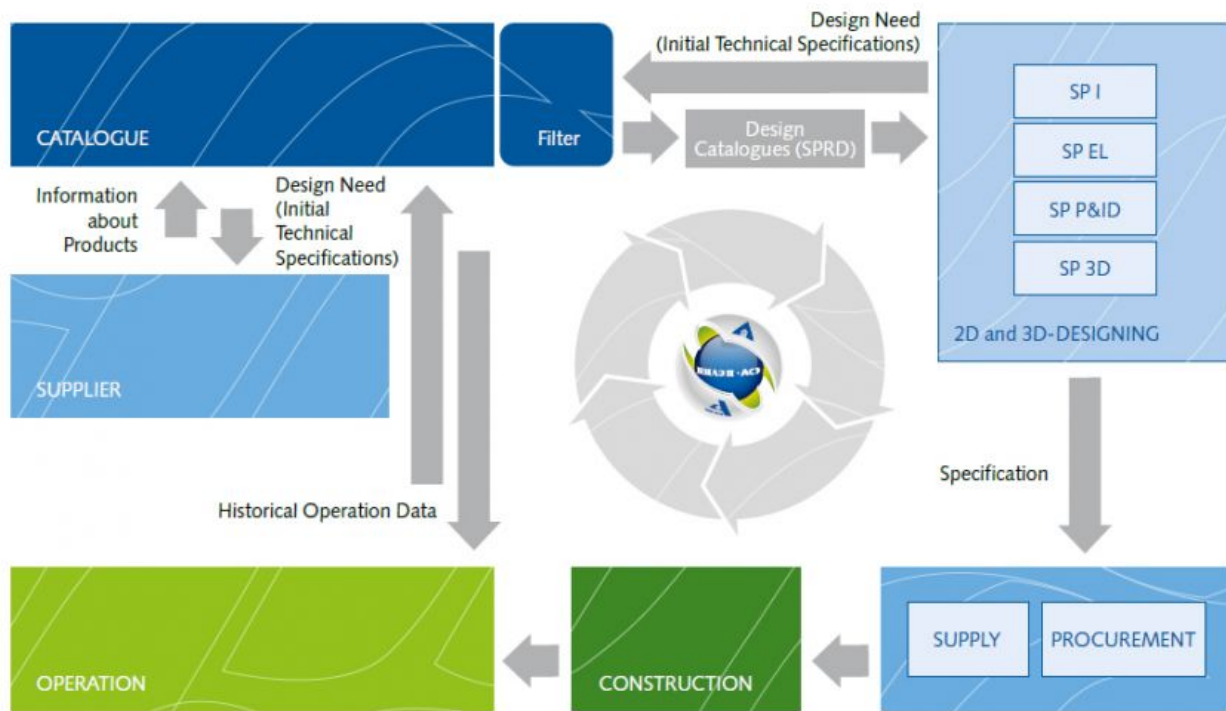 Design Need
(Initial Technical Specifications)
CATALOGUE
Filter
Design
Catalogues (SPRD)
SP I
SP EL
SP P&ID
SP 3D
2D and 3D-DESIGNING
Information
about
Products
Design Need
(Initial
Technical
Specifications)
SUPPLIER
Specification
Historical Operation Data
OPERATION
CONSTRUCTION
SUPPLY
PROCUREMENT